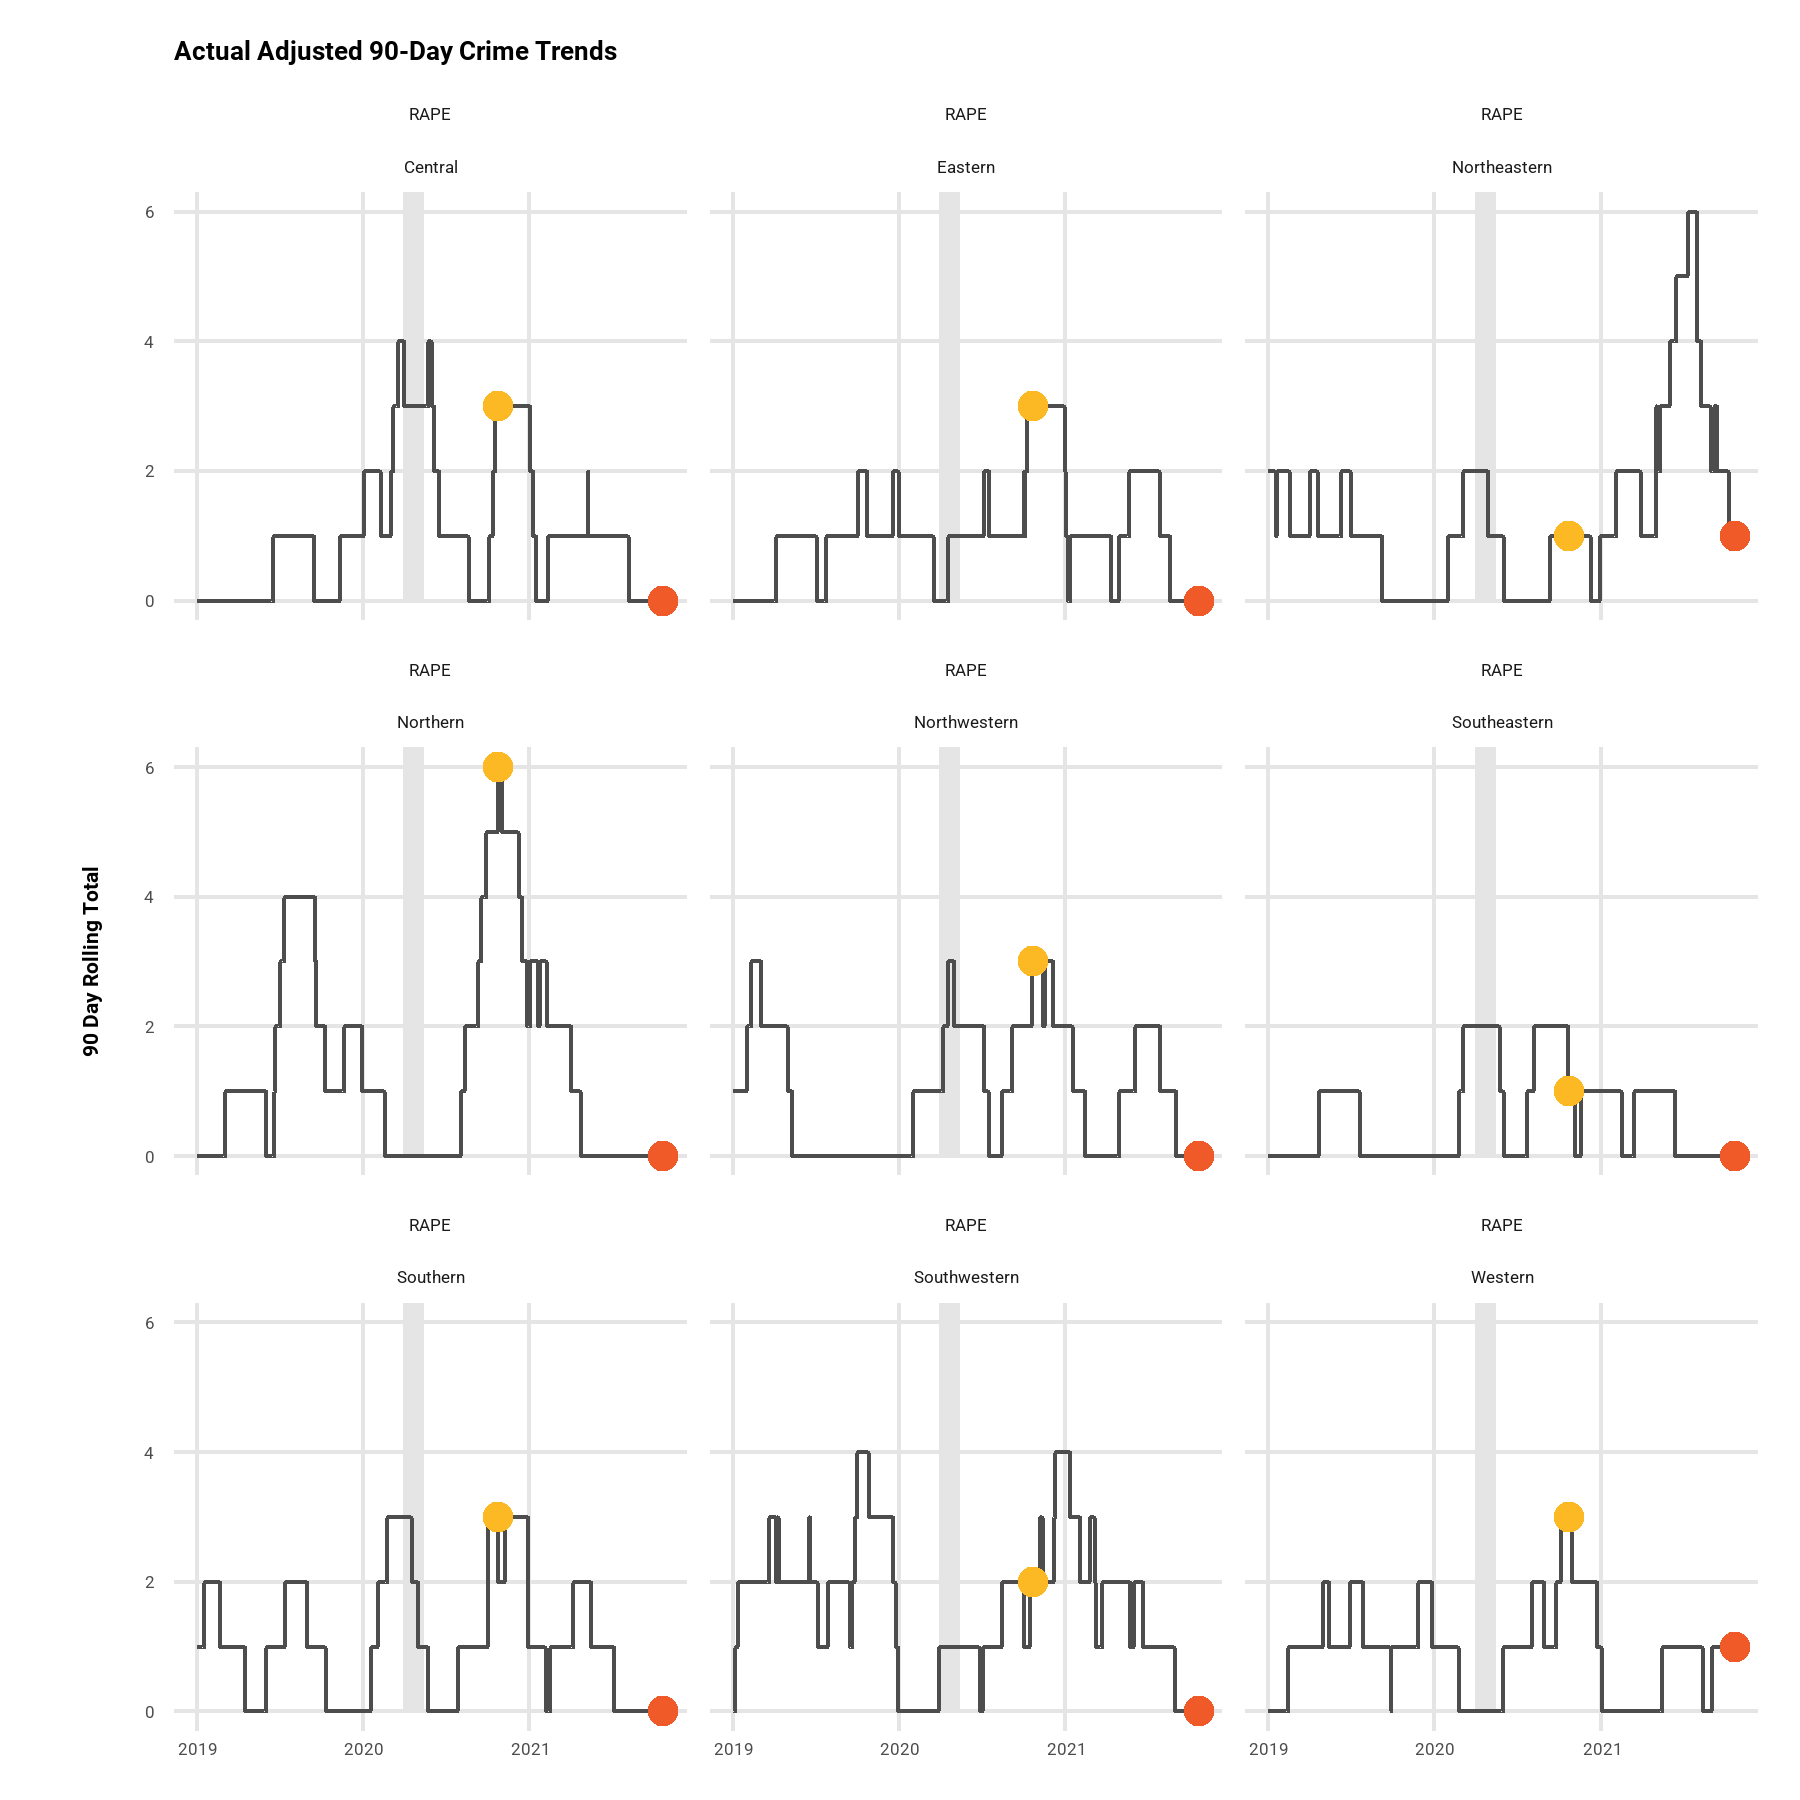 Actual Adjusted 90-Day Crime Trends
RAPE RAPE RAPE
Central Eastern Northeastern
6
4
2
0
RAPE RAPE RAPE
Northern Northwestern Southeastern
6
4
2
0
90 Day Rolling Total
RAPE RAPE RAPE
Southern Southwestern Western
6
4
2
0
2019 2020 2021 2019 2020 2021 2019 2020 2021